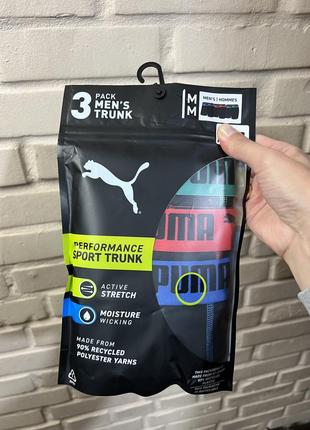 3 PACK
MEN'S
TRUNK
M
M
MEN'S | HOMMES
PUMA
PUMA
PUMA
PERFORMANCE
SPORT TRUNK
ACTIVE
STRETCH
MOISTURE
WICKING
MADE FROM
90% RECYCLED
POLYESTER YARNS